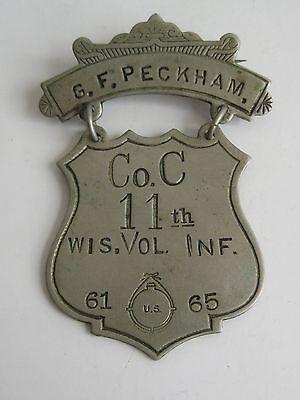 G. F. PECKHAM,
Co. C
11th
WIS. VOL. INF.
61 U.S. 65